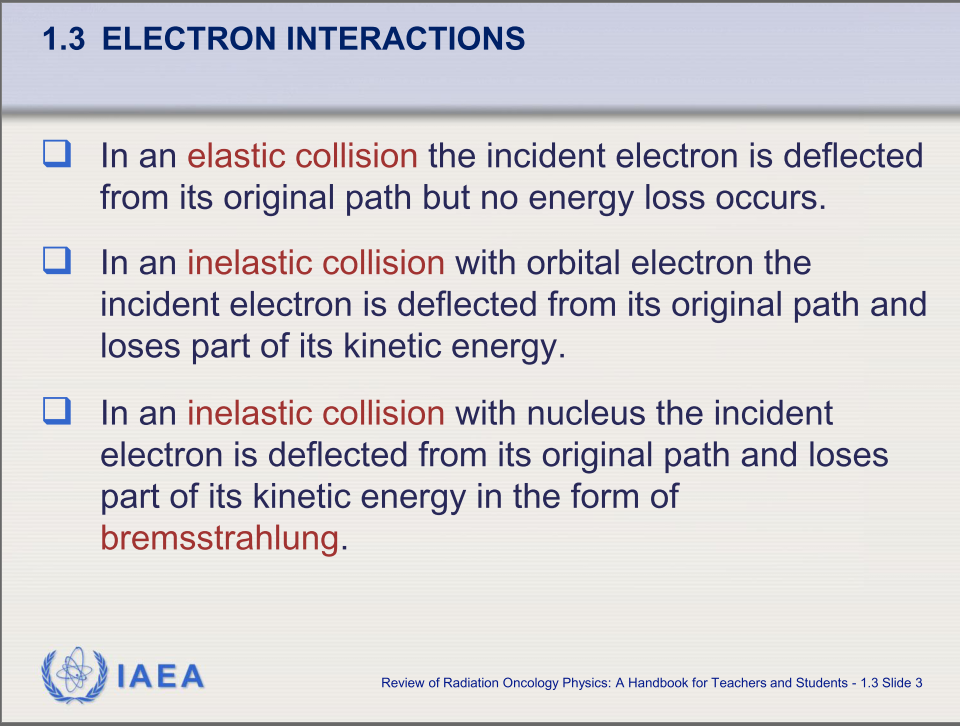 1.3 ELECTRON INTERACTIONS
In an elastic collision the incident electron is deflected
from its original path but no energy loss occurs.
In an inelastic collision with orbital electron the
incident electron is deflected from its original path and
loses part of its kinetic energy.
In an inelastic collision with nucleus the incident
electron is deflected from its original path and loses
part of its kinetic energy in the form of
bremsstrahlung.
IAEA
Review of Radiation Oncology Physics: A Handbook for Teachers and Students - 1.3 Slide 3